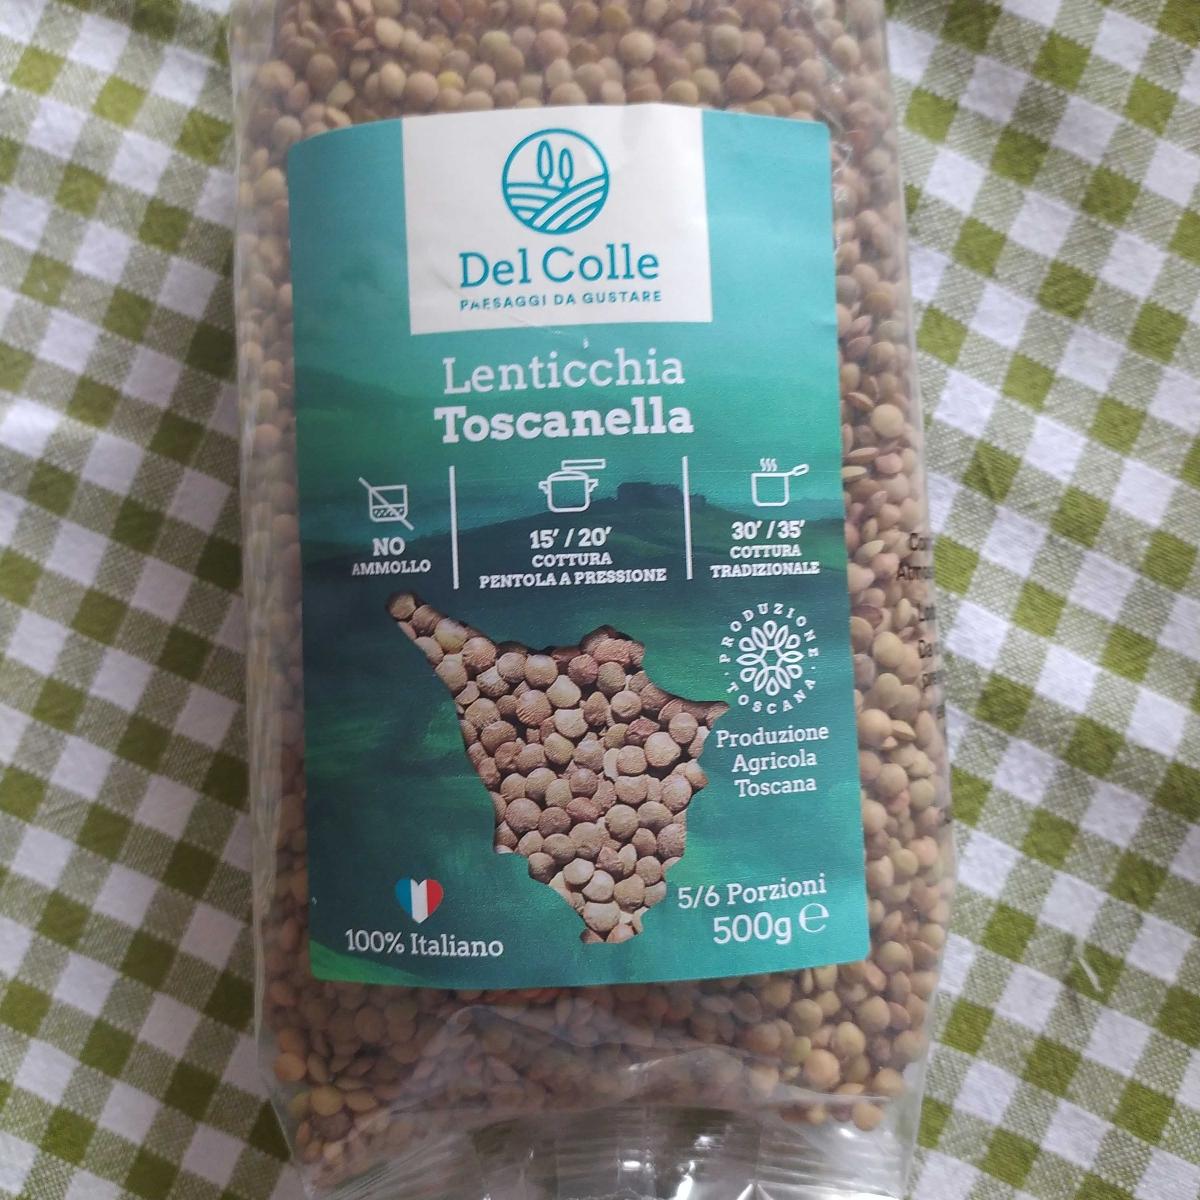 Del Colle
PAESAGGI DA GUSTARE
Lenticchia
Toscanella
NO
AMMOLLO
15' / 20'
COTTURA
PENTOLA A PRESSIONE
30' / 35'
COTTURA
TRADIZIONALE
PRODUZIONE
TOSCANA
Produzione
Agricola
Toscana
100% Italiano
5/6 Porzioni
500g ℮